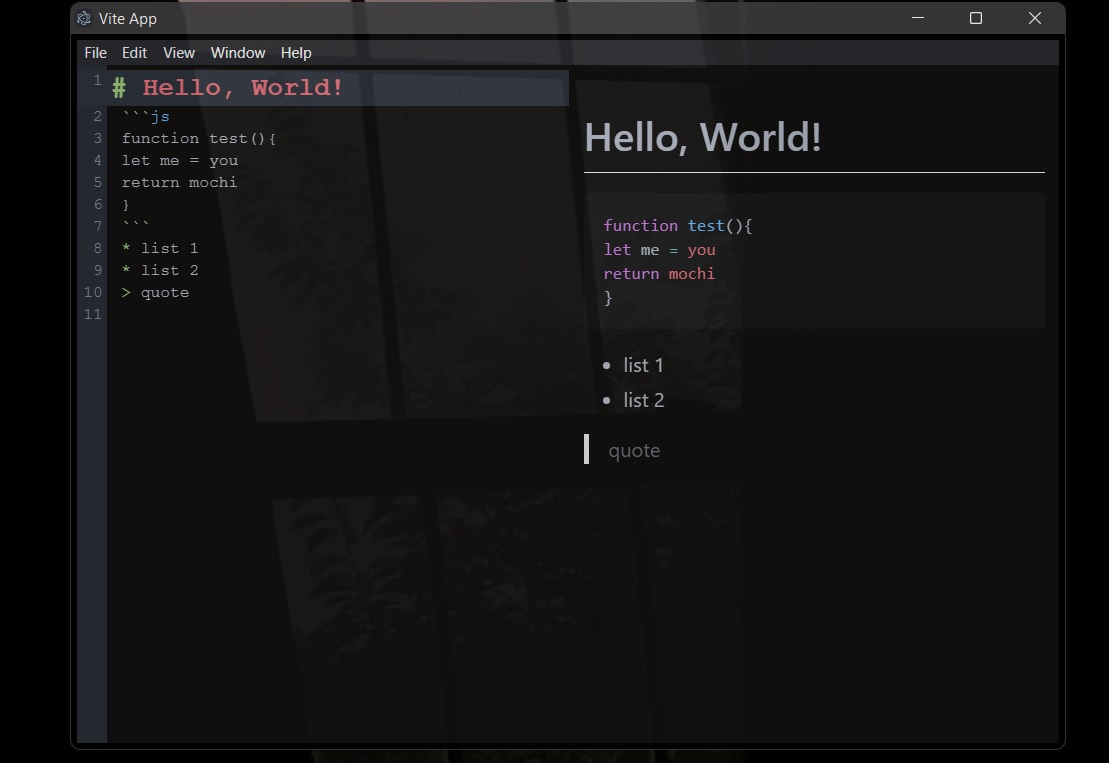 Vite App
File Edit View Window Help
1 # Hello, World!
2 ```js
3 function test(){
4 let me = you
5 return mochi
6 }
7 ```
8 * list 1
9 * list 2
10 > quote
11
Hello, World!
function test(){
let me = you
return mochi
}
• list 1
• list 2
quote